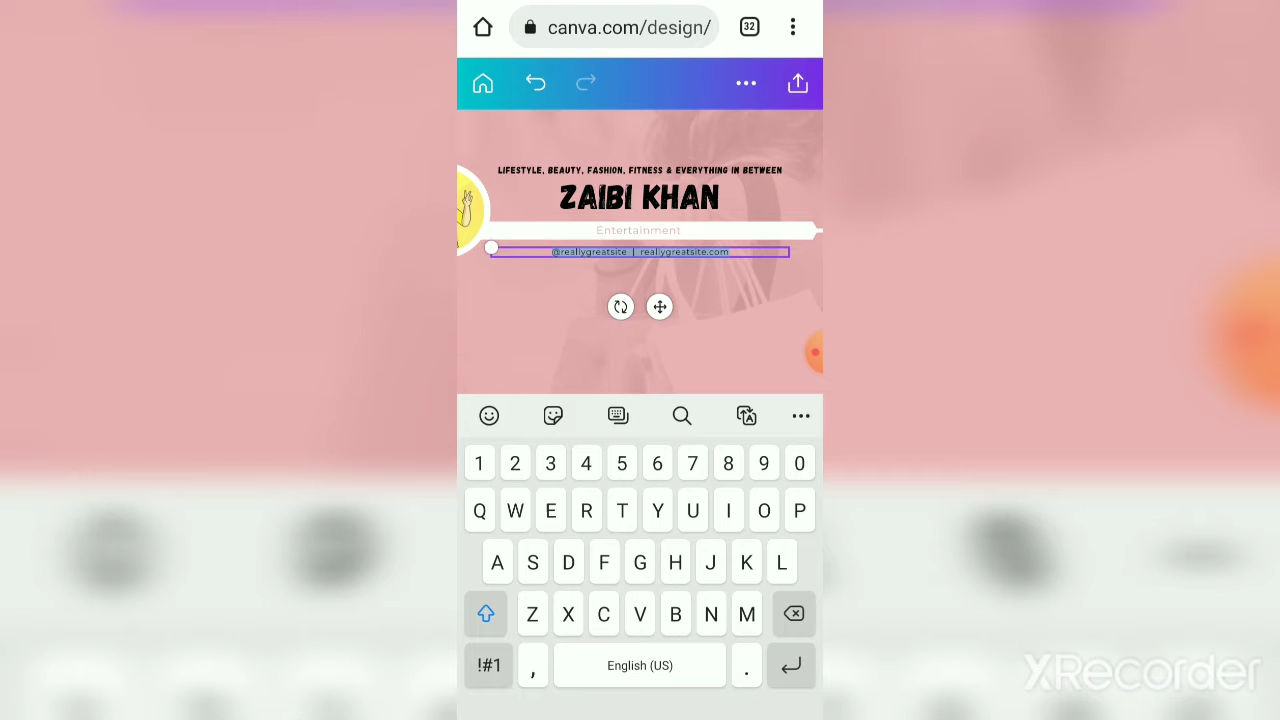 canva.com/design/
32
LIFESTYLE, BEAUTY, FASHION, FITNESS & EVERYTHING IN BETWEEN
ZAIBI KHAN
Entertainment
@reallygreatsite | reallygreatsite.com
1 2 3 4 5 6 7 8 9 0
Q W E R T Y U I O P
A S D F G H J K L
Z X C V B N M
!#1 , English (US) .
XRecorder